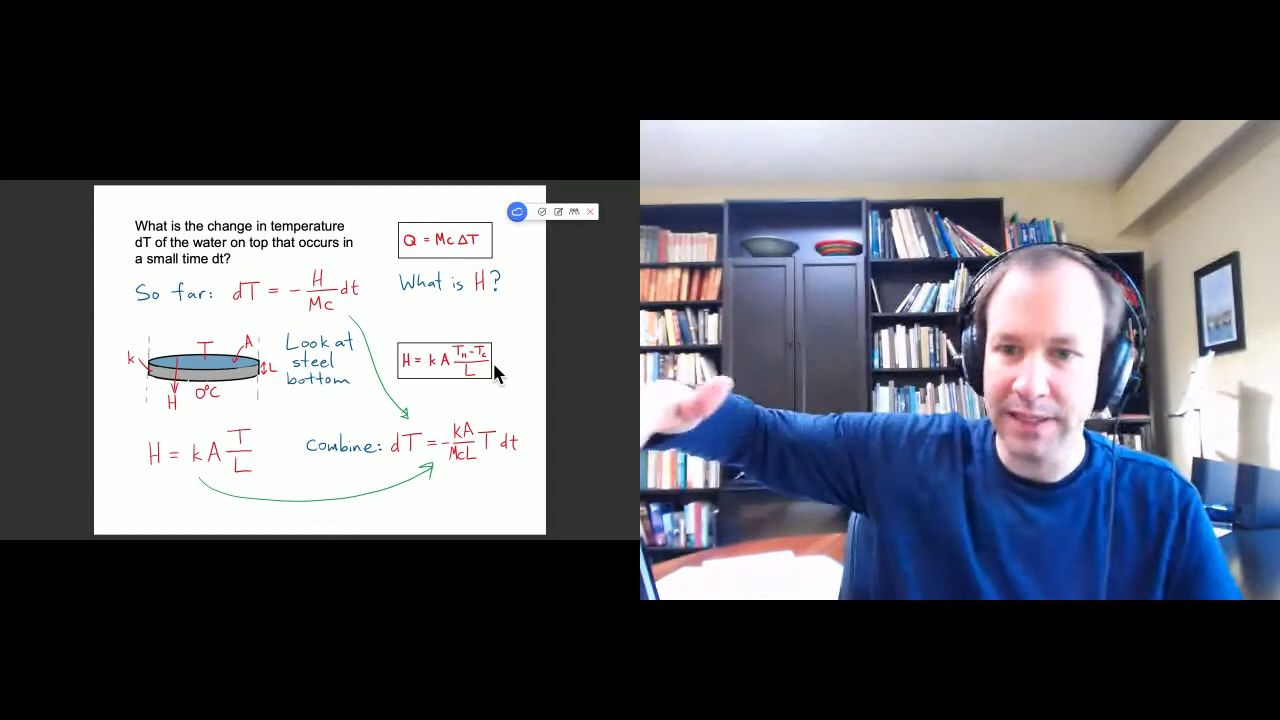 What is the change in temperature
dT of the water on top that occurs in
a small time dt?
Q = Mc ΔT
So far: dT = - H/Mc dt
What is H?
k T A L
H 0°C
Look at
steel
bottom
H = k A (T_H - T_C)/L
H = k A T/L
Combine: dT = - kA/McL T dt